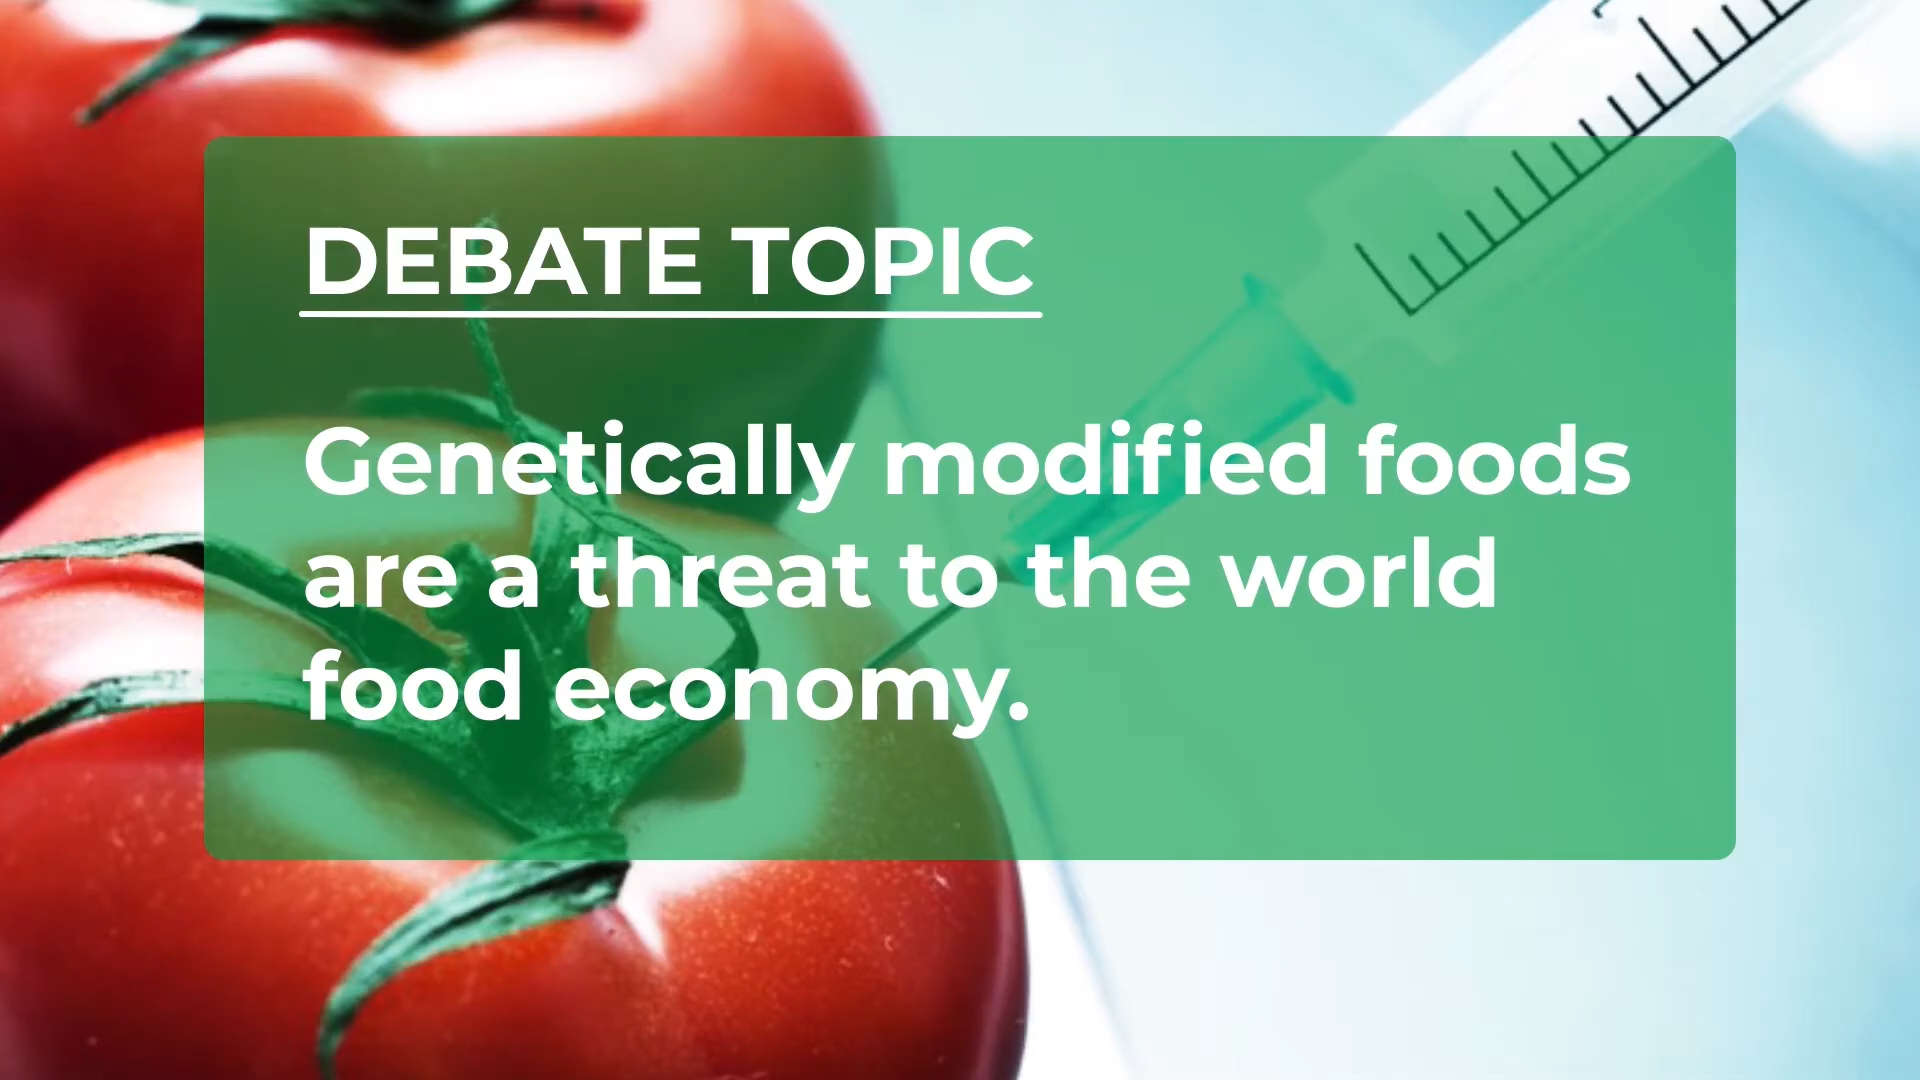 DEBATE TOPIC
Genetically modified foods
are a threat to the world
food economy.